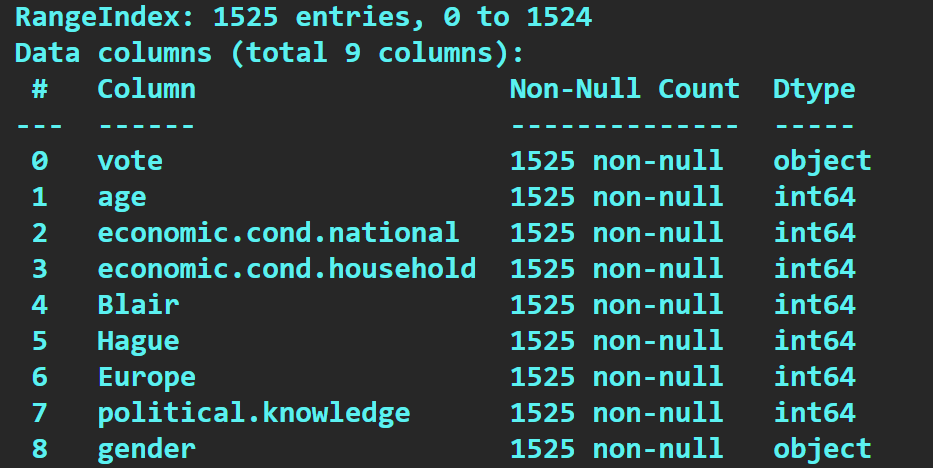 RangeIndex: 1525 entries, 0 to 1524
Data columns (total 9 columns):
 #   Column                   Non-Null Count  Dtype
---  ------                   --------------  -----
 0   vote                     1525 non-null   object
 1   age                      1525 non-null   int64
 2   economic.cond.national   1525 non-null   int64
 3   economic.cond.household  1525 non-null   int64
 4   Blair                    1525 non-null   int64
 5   Hague                    1525 non-null   int64
 6   Europe                   1525 non-null   int64
 7   political.knowledge      1525 non-null   int64
 8   gender                   1525 non-null   object